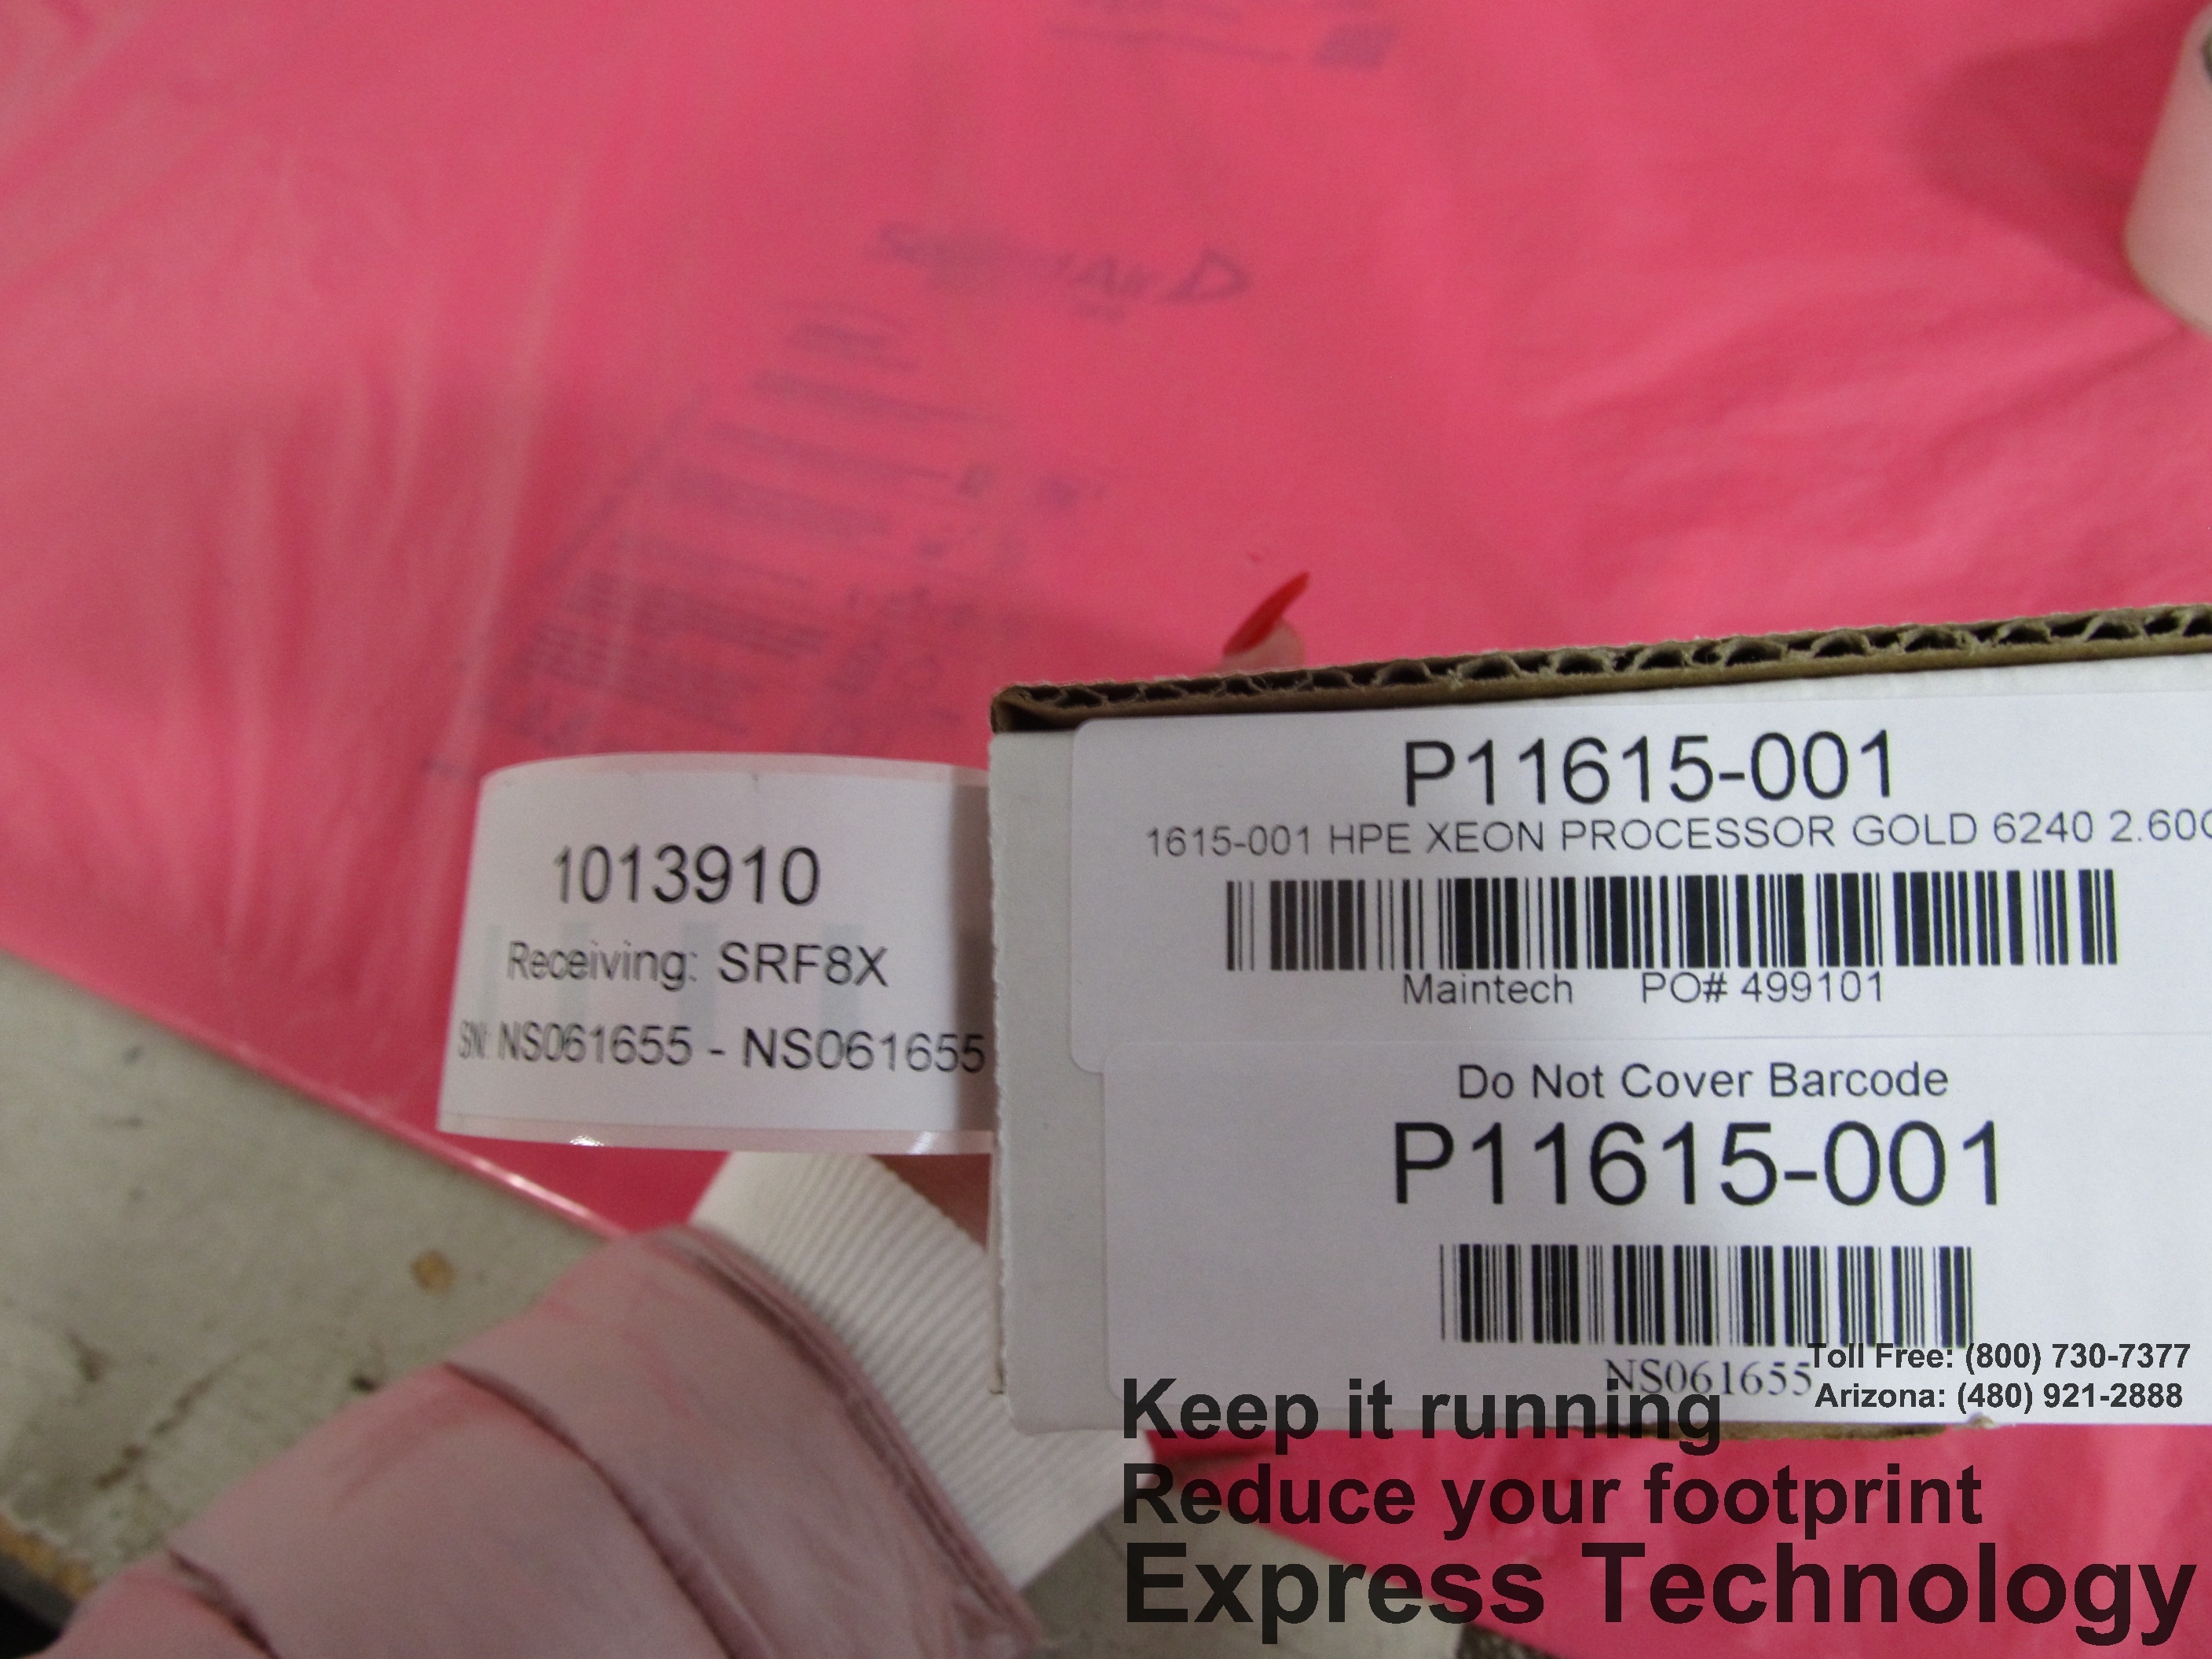 1013910
Receiving: SRF8X
SN: NS061655 - NS061655
P11615-001
1615-001 HPE XEON PROCESSOR GOLD 6240 2.60
Maintech PO# 499101
Do Not Cover Barcode
P11615-001
NS061655
Toll Free: (800) 730-7377
Arizona: (480) 921-2888
Keep it running
Reduce your footprint
Express Technology